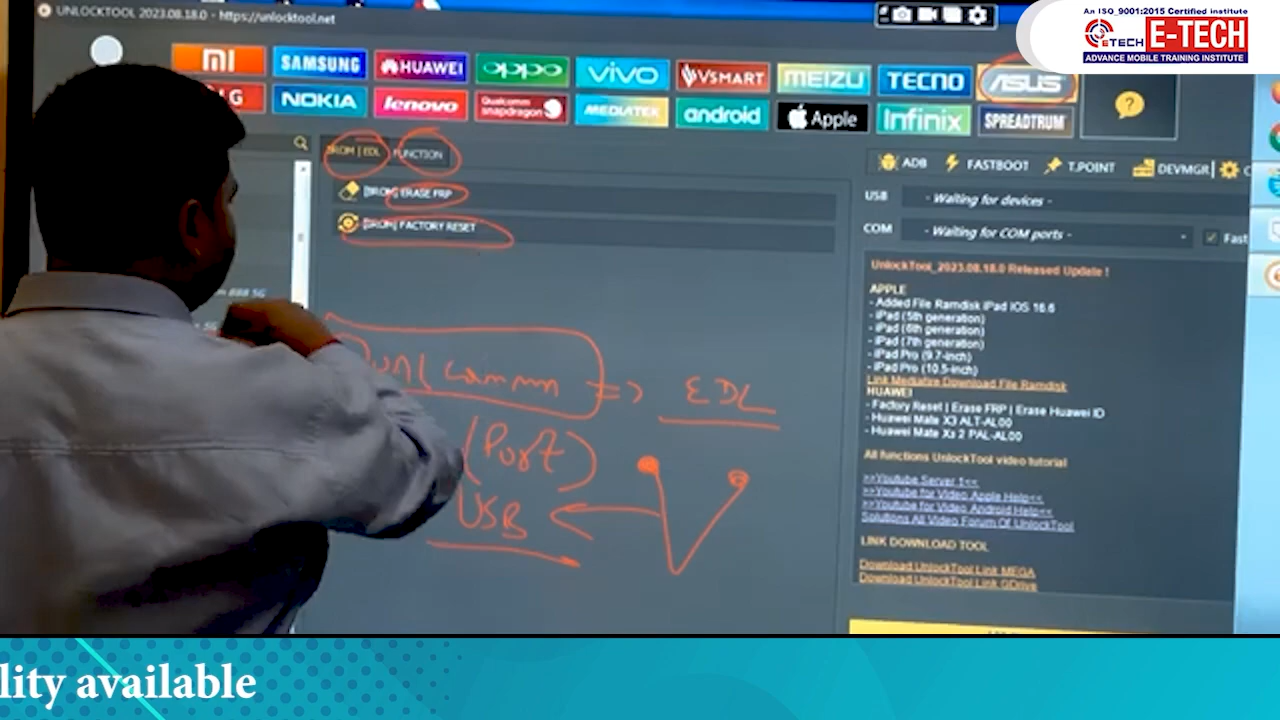 UNLOCKTOOL 2023.08.18.0 - https://unlocktool.net
An ISO_9001:2015 Certified institute
ETECH E-TECH
ADVANCE MOBILE TRAINING INSTITUTE
MI SAMSUNG HUAWEI oppo vivo VSMART MEIZU TECNO ASUS
LG NOKIA lenovo Qualcomm snapdragon MEDIATEK android Apple Infinix SPREADTRUM ?
BROM | EDL FUNCTION
[BROM] ERASE FRP
[BROM] FACTORY RESET
ADB FASTBOOT T.POINT DEVMGR
USB - Waiting for devices -
COM - Waiting for COM ports - Fast
UnlockTool_2023.08.18.0 Released Update !
APPLE
- Added File Ramdisk iPad iOS 16.6
- iPad (5th generation)
- iPad (6th generation)
- iPad (7th generation)
- iPad Pro (9.7-inch)
- iPad Pro (10.5-inch)
Link Mediafire Download File Ramdisk
HUAWEI
- Factory Reset | Erase FRP | Erase Huawei ID
- Huawei Mate X3 ALT-AL00
- Huawei Mate Xs 2 PAL-AL00
All functions UnlockTool video tutorial
>>Youtube Server 1<<
>>Youtube for Video Apple Help<<
>>Youtube for Video Android Help<<
Solutions All Video Forum Of UnlockTool
LINK DOWNLOAD TOOL
Download UnlockTool Link MEGA
Download UnlockTool Link GDrive
888 5G
=> EDL
(Port)
USB
lity available